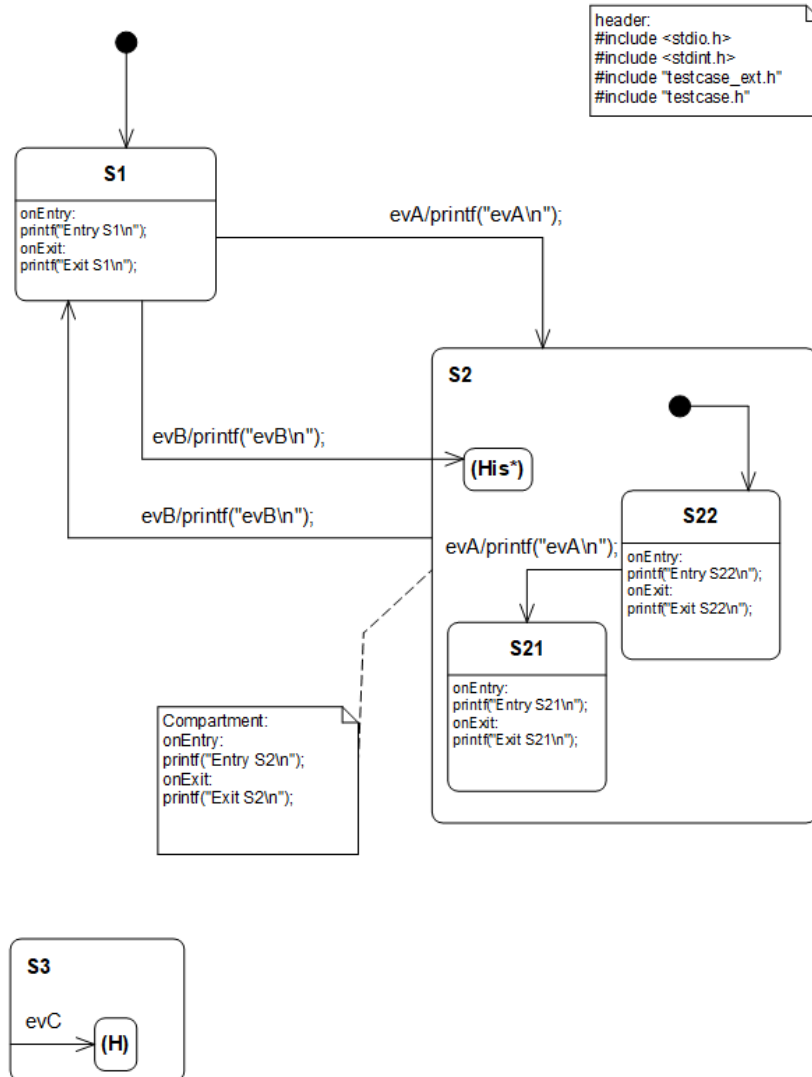 header:
#include <stdio.h>
#include <stdint.h>
#include "testcase_ext.h"
#include "testcase.h"
S1
onEntry:
printf("Entry S1\n");
onExit:
printf("Exit S1\n");
evA/printf("evA\n");
S2
evB/printf("evB\n");
(His*)
evB/printf("evB\n");
S22
onEntry:
printf("Entry S22\n");
onExit:
printf("Exit S22\n");
evA/printf("evA\n");
S21
onEntry:
printf("Entry S21\n");
onExit:
printf("Exit S21\n");
Compartment:
onEntry:
printf("Entry S2\n");
onExit:
printf("Exit S2\n");
S3
evC
(H)